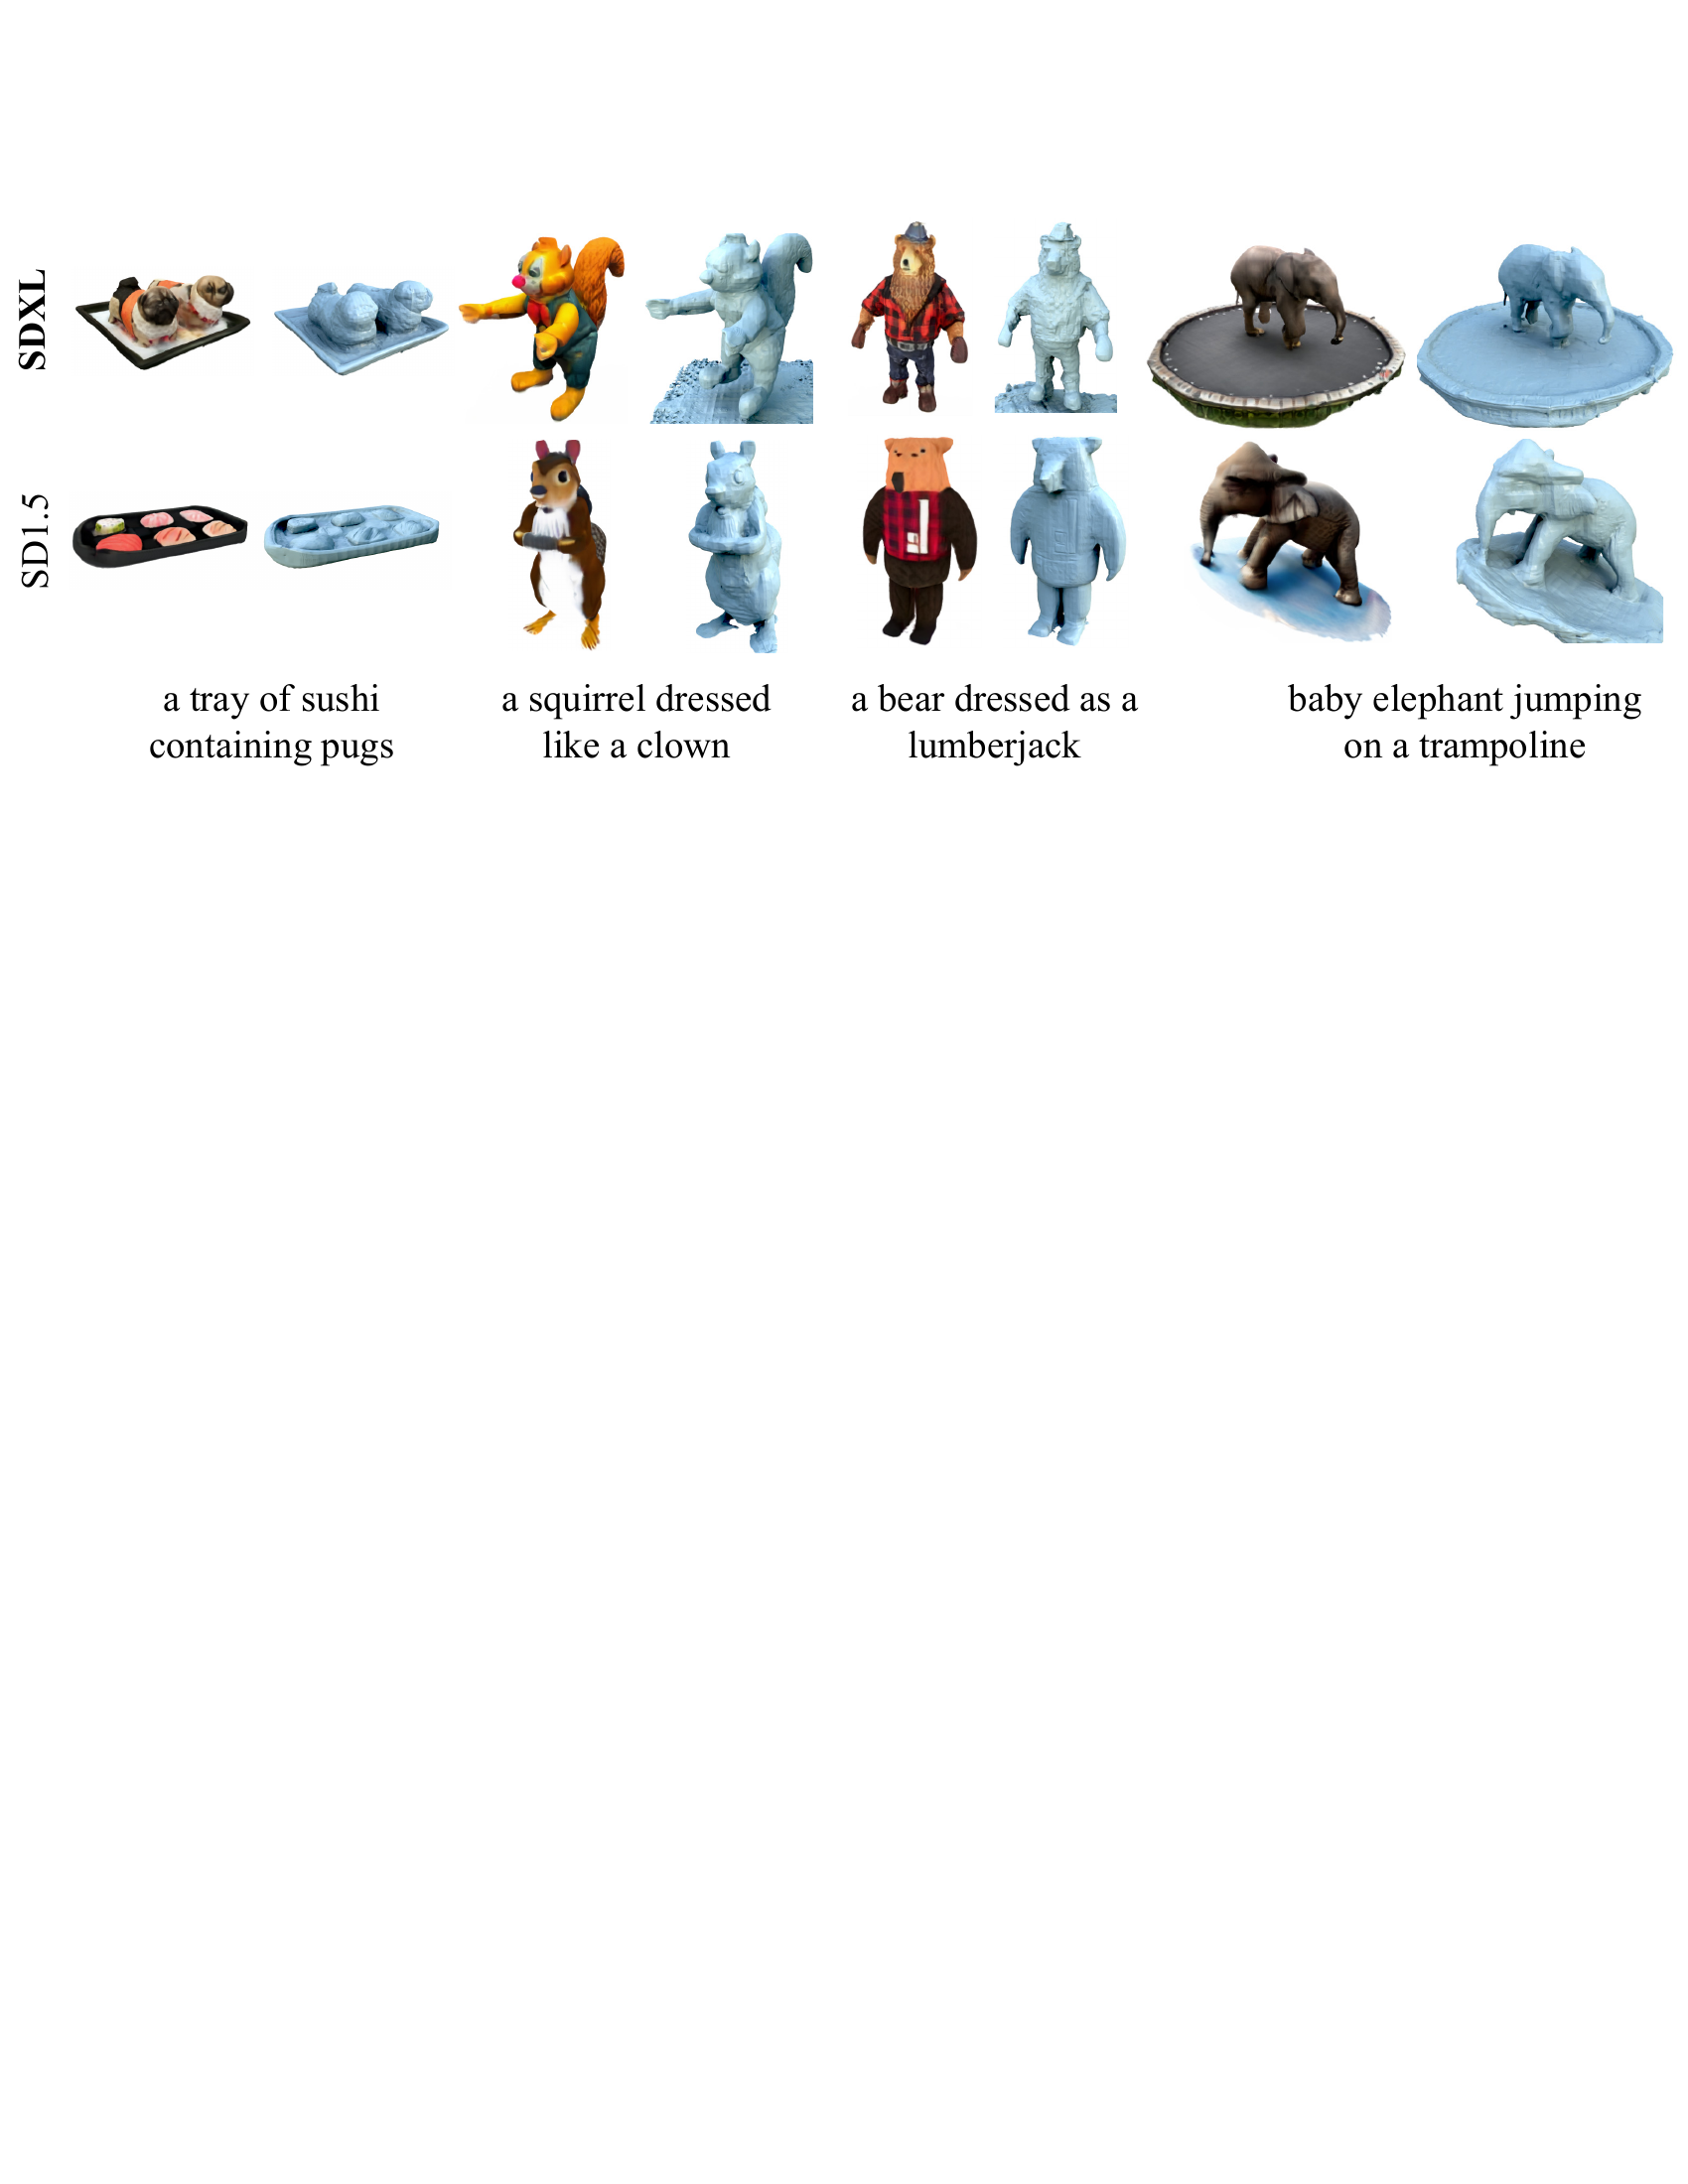 SDXL
SD1.5
a tray of sushi
containing pugs
a squirrel dressed
like a clown
a bear dressed as a
lumberjack
baby elephant jumping
on a trampoline